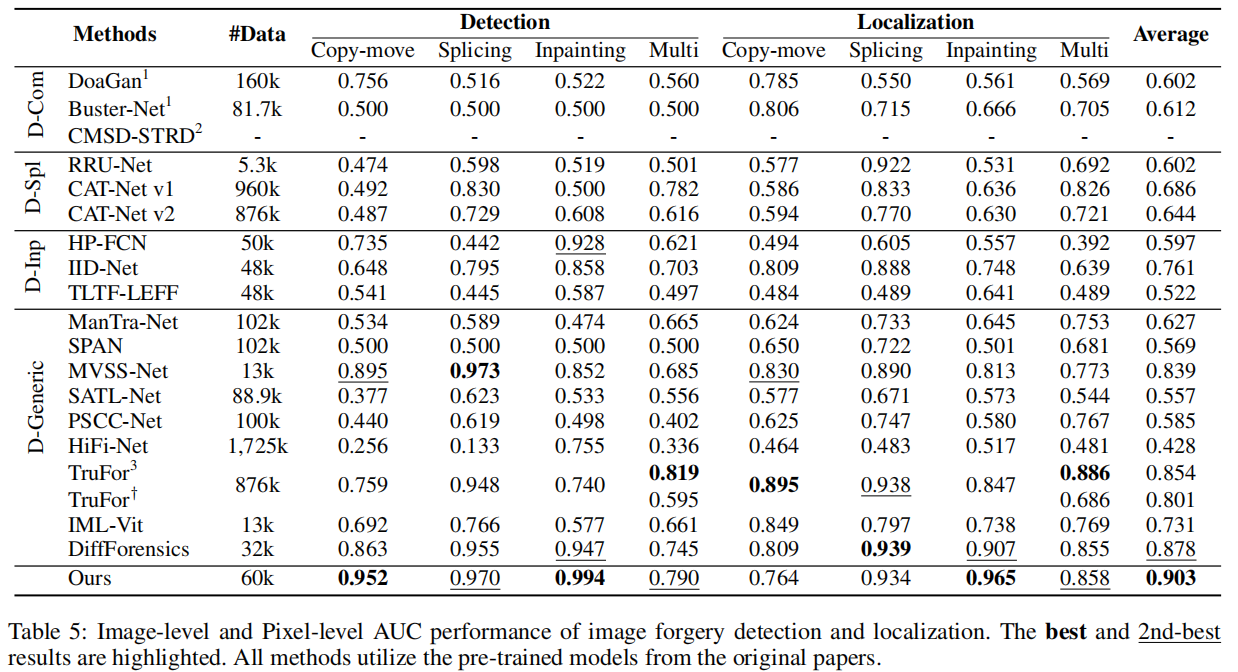 Methods #Data Detection Localization Average
Copy-move Splicing Inpainting Multi Copy-move Splicing Inpainting Multi
D-Com
DoaGan1 160k 0.756 0.516 0.522 0.560 0.785 0.550 0.561 0.569 0.602
Buster-Net1 81.7k 0.500 0.500 0.500 0.500 0.806 0.715 0.666 0.705 0.612
CMSD-STRD2 - - - - - - - - - -
D-Spl
RRU-Net 5.3k 0.474 0.598 0.519 0.501 0.577 0.922 0.531 0.692 0.602
CAT-Net v1 960k 0.492 0.830 0.500 0.782 0.586 0.833 0.636 0.826 0.686
CAT-Net v2 876k 0.487 0.729 0.608 0.616 0.594 0.770 0.630 0.721 0.644
D-Inp
HP-FCN 50k 0.735 0.442 0.928 0.621 0.494 0.605 0.557 0.392 0.597
IID-Net 48k 0.648 0.795 0.858 0.703 0.809 0.888 0.748 0.639 0.761
TLTF-LEFF 48k 0.541 0.445 0.587 0.497 0.484 0.489 0.641 0.489 0.522
D-Generic
ManTra-Net 102k 0.534 0.589 0.474 0.665 0.624 0.733 0.645 0.753 0.627
SPAN 102k 0.500 0.500 0.500 0.500 0.650 0.722 0.501 0.681 0.569
MVSS-Net 13k 0.895 0.973 0.852 0.685 0.830 0.890 0.813 0.773 0.839
SATL-Net 88.9k 0.377 0.623 0.533 0.556 0.577 0.671 0.573 0.544 0.557
PSCC-Net 100k 0.440 0.619 0.498 0.402 0.625 0.747 0.580 0.767 0.585
HiFi-Net 1,725k 0.256 0.133 0.755 0.336 0.464 0.483 0.517 0.481 0.428
TruFor3 0.819 0.886 0.854
876k 0.759 0.948 0.740 0.895 0.938 0.847
TruFor† 0.595 0.686 0.801
IML-Vit 13k 0.692 0.766 0.577 0.661 0.849 0.797 0.738 0.769 0.731
DiffForensics 32k 0.863 0.955 0.947 0.745 0.809 0.939 0.907 0.855 0.878
Ours 60k 0.952 0.970 0.994 0.790 0.764 0.934 0.965 0.858 0.903
Table 5: Image-level and Pixel-level AUC performance of image forgery detection and localization. The best and 2nd-best
results are highlighted. All methods utilize the pre-trained models from the original papers.